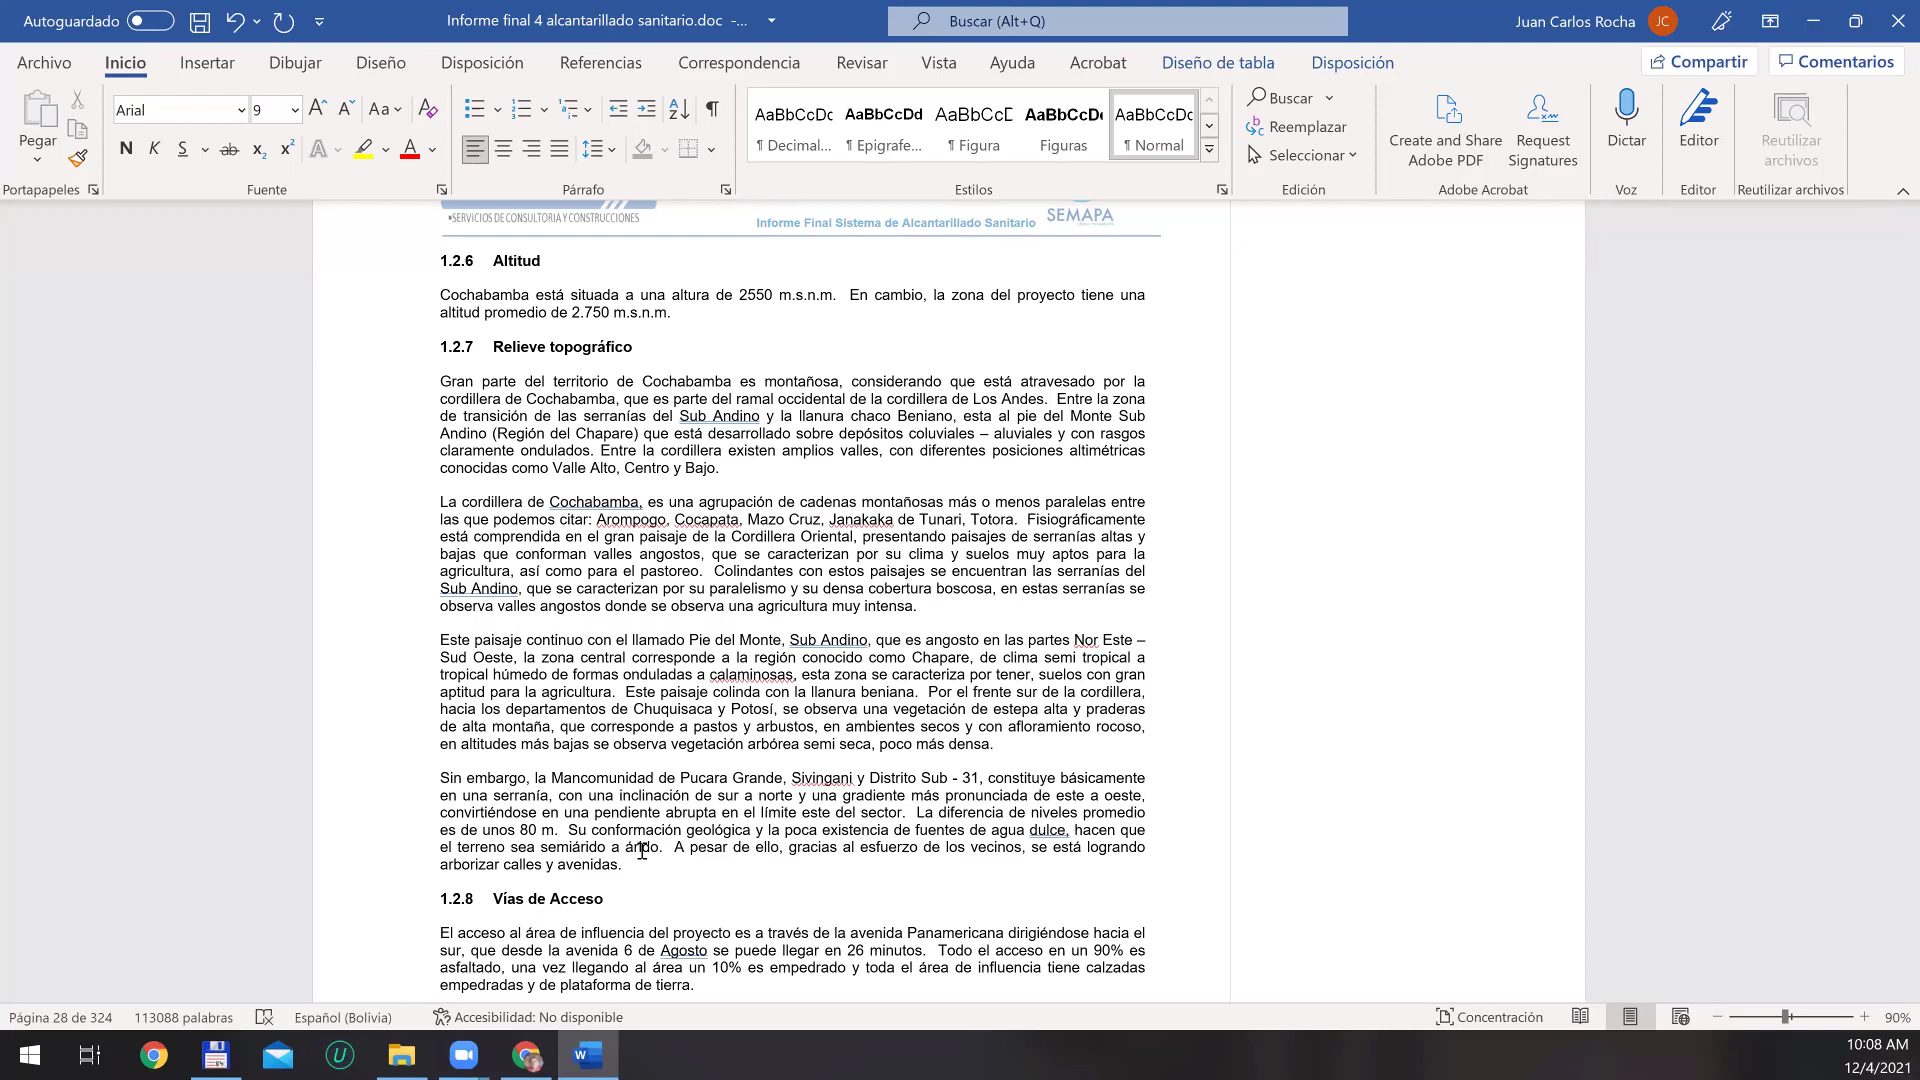 Autoguardado
Informe final 4 alcantarillado sanitario.doc -...
Buscar (Alt+Q)
Juan Carlos Rocha
JC
Archivo Inicio Insertar Dibujar Diseño Disposición Referencias Correspondencia Revisar Vista Ayuda Acrobat Diseño de tabla Disposición Compartir Comentarios
Pegar
Arial
9
Aa
N K S ab x₂ x² A A
AaBbCcDc AaBbCcDd AaBbCcD AaBbCcDc AaBbCcDc
¶ Decimal... ¶ Epigrafe... ¶ Figura Figuras ¶ Normal
Buscar
Reemplazar
Seleccionar
Create and Share
Adobe PDF
Request
Signatures
Dictar
Editor
Reutilizar
archivos
Portapapeles Fuente Párrafo Estilos Edición Adobe Acrobat Voz Editor Reutilizar archivos
•SERVICIOS DE CONSULTORIA Y CONSTRUCCIONES
Informe Final Sistema de Alcantarillado Sanitario
SEMAPA
1.2.6 Altitud
Cochabamba está situada a una altura de 2550 m.s.n.m. En cambio, la zona del proyecto tiene una
altitud promedio de 2.750 m.s.n.m.
1.2.7 Relieve topográfico
Gran parte del territorio de Cochabamba es montañosa, considerando que está atravesado por la
cordillera de Cochabamba, que es parte del ramal occidental de la cordillera de Los Andes. Entre la zona
de transición de las serranías del Sub Andino y la llanura chaco Beniano, esta al pie del Monte Sub
Andino (Región del Chapare) que está desarrollado sobre depósitos coluviales – aluviales y con rasgos
claramente ondulados. Entre la cordillera existen amplios valles, con diferentes posiciones altimétricas
conocidas como Valle Alto, Centro y Bajo.
La cordillera de Cochabamba, es una agrupación de cadenas montañosas más o menos paralelas entre
las que podemos citar: Arompogo, Cocapata, Mazo Cruz, Janakaka de Tunari, Totora. Fisiográficamente
está comprendida en el gran paisaje de la Cordillera Oriental, presentando paisajes de serranías altas y
bajas que conforman valles angostos, que se caracterizan por su clima y suelos muy aptos para la
agricultura, así como para el pastoreo. Colindantes con estos paisajes se encuentran las serranías del
Sub Andino, que se caracterizan por su paralelismo y su densa cobertura boscosa, en estas serranías se
observa valles angostos donde se observa una agricultura muy intensa.
Este paisaje continuo con el llamado Pie del Monte, Sub Andino, que es angosto en las partes Nor Este –
Sud Oeste, la zona central corresponde a la región conocido como Chapare, de clima semi tropical a
tropical húmedo de formas onduladas a calaminosas, esta zona se caracteriza por tener, suelos con gran
aptitud para la agricultura. Este paisaje colinda con la llanura beniana. Por el frente sur de la cordillera,
hacia los departamentos de Chuquisaca y Potosí, se observa una vegetación de estepa alta y praderas
de alta montaña, que corresponde a pastos y arbustos, en ambientes secos y con afloramiento rocoso,
en altitudes más bajas se observa vegetación arbórea semi seca, poco más densa.
Sin embargo, la Mancomunidad de Pucara Grande, Sivingani y Distrito Sub - 31, constituye básicamente
en una serranía, con una inclinación de sur a norte y una gradiente más pronunciada de este a oeste,
convirtiéndose en una pendiente abrupta en el límite este del sector. La diferencia de niveles promedio
es de unos 80 m. Su conformación geológica y la poca existencia de fuentes de agua dulce, hacen que
el terreno sea semiárido a árido. A pesar de ello, gracias al esfuerzo de los vecinos, se está logrando
arborizar calles y avenidas.
1.2.8 Vías de Acceso
El acceso al área de influencia del proyecto es a través de la avenida Panamericana dirigiéndose hacia el
sur, que desde la avenida 6 de Agosto se puede llegar en 26 minutos. Todo el acceso en un 90% es
asfaltado, una vez llegando al área un 10% es empedrado y toda el área de influencia tiene calzadas
empedradas y de plataforma de tierra.
Página 28 de 324 113088 palabras Español (Bolivia) Accesibilidad: No disponible Concentración 90%
10:08 AM
12/4/2021